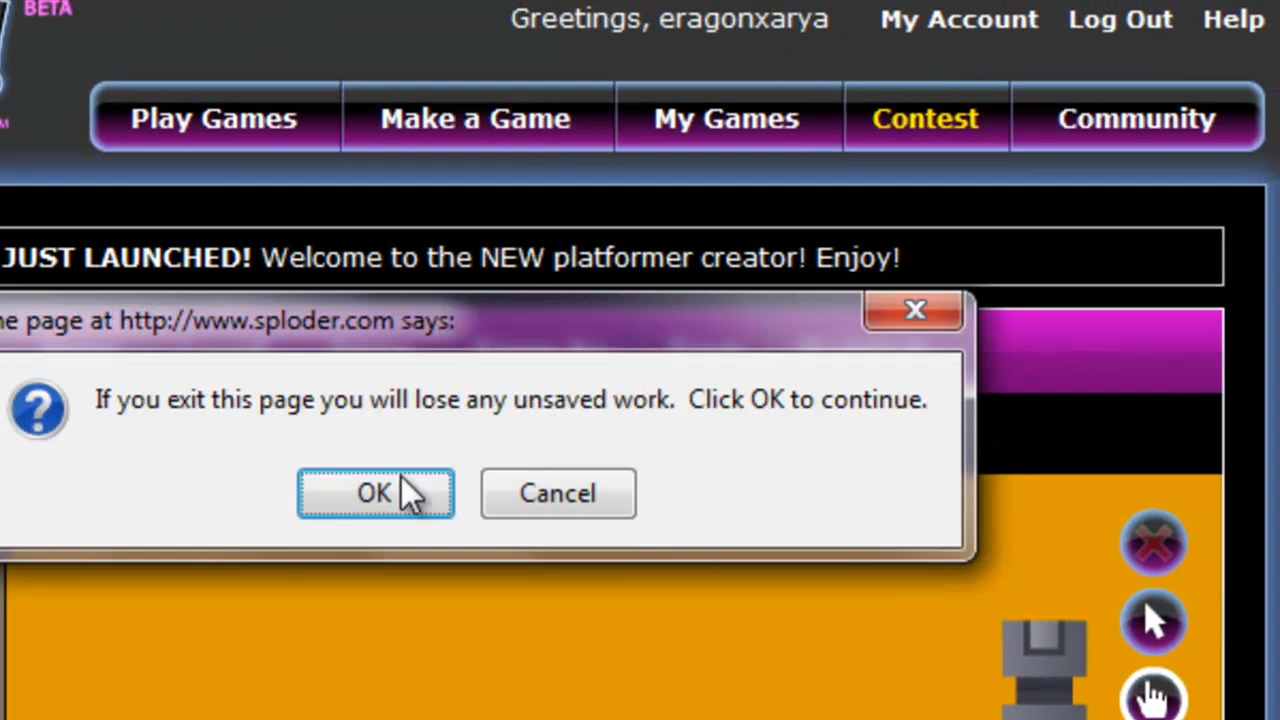 BETA
Greetings, eragonxarya My Account Log Out Help
Play Games Make a Game My Games Contest Community
JUST LAUNCHED! Welcome to the NEW platformer creator! Enjoy!
page at http://www.sploder.com says:
If you exit this page you will lose any unsaved work. Click OK to continue.
OK Cancel